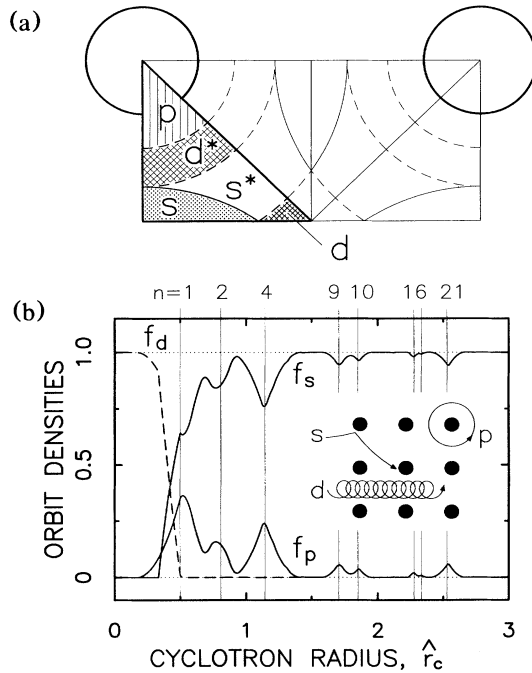 (a)
p
d*
s*
s
d
(b)
n=1 2 4 9 10 16 21
f_d
1.0
f_s
0.5
s
p
d
f_p
0
0 1 2 3
ORBIT DENSITIES
CYCLOTRON RADIUS, r̂_c